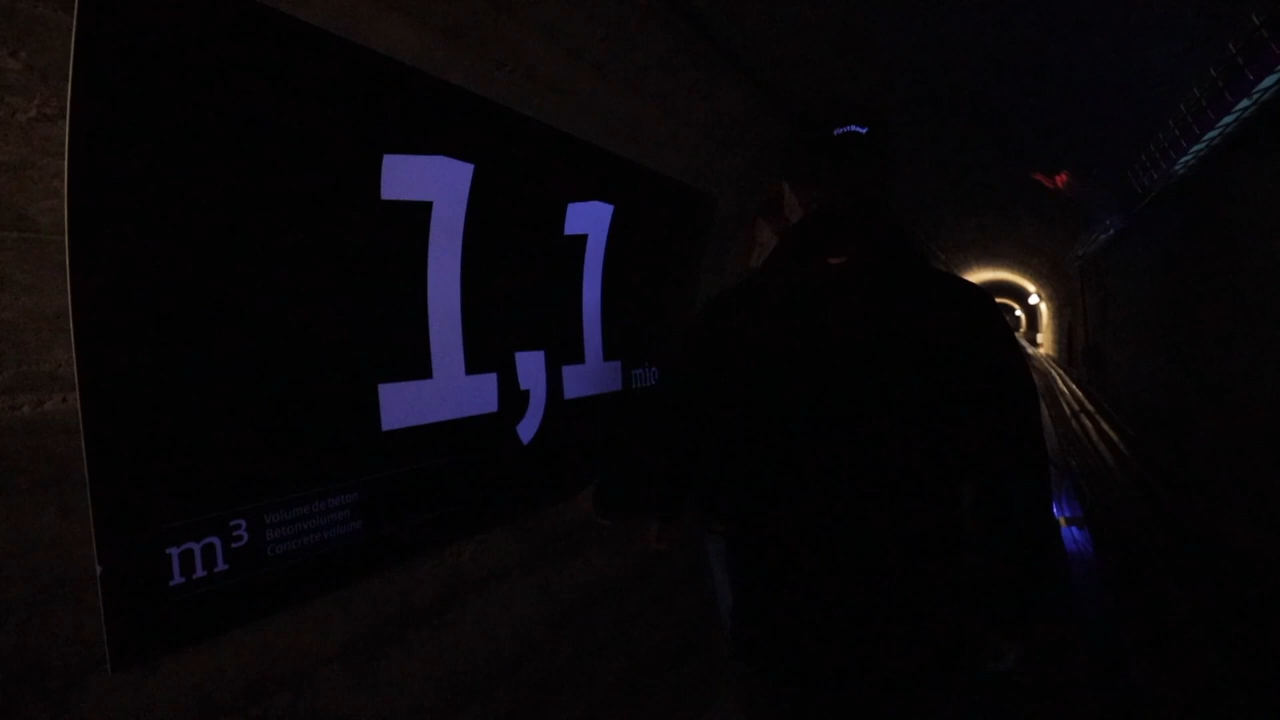 1,1 mio
m³
Volume de béton
Betonvolumen
Concrete volume